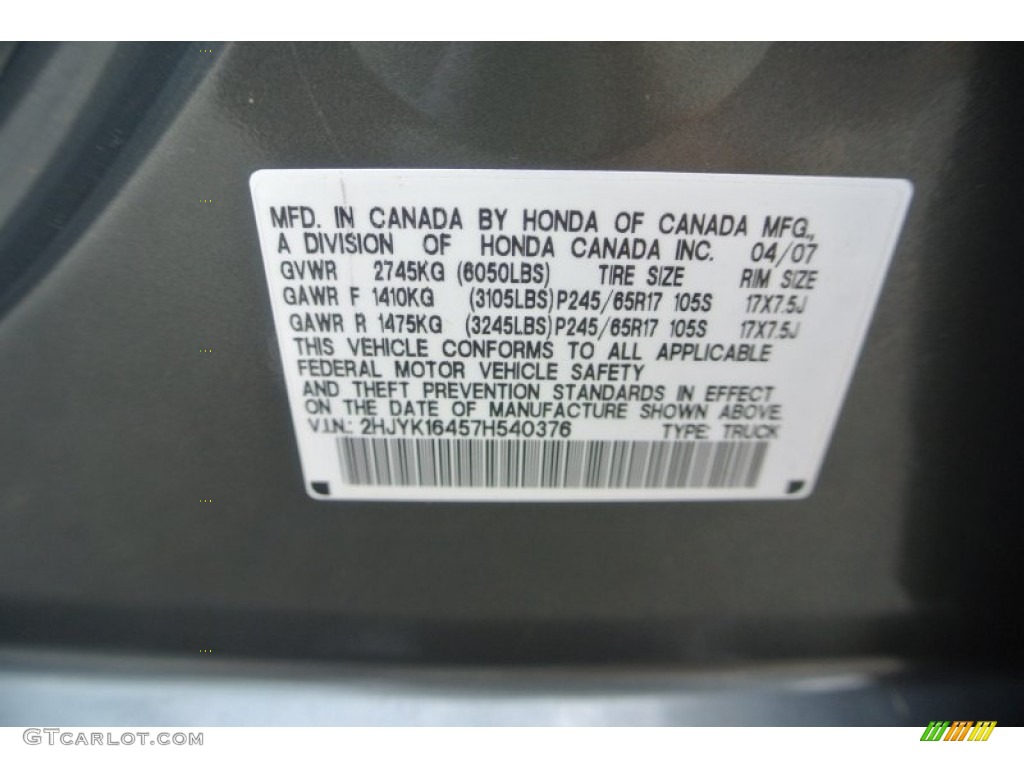 MFD. IN CANADA BY HONDA OF CANADA MFG.,
A DIVISION OF HONDA CANADA INC. 04/07
GVWR 2745KG (6050LBS) TIRE SIZE RIM SIZE
GAWR F 1410KG (3105LBS) P245/65R17 105S 17X7.5J
GAWR R 1475KG (3245LBS) P245/65R17 105S 17X7.5J
THIS VEHICLE CONFORMS TO ALL APPLICABLE
FEDERAL MOTOR VEHICLE SAFETY
AND THEFT PREVENTION STANDARDS IN EFFECT
ON THE DATE OF MANUFACTURE SHOWN ABOVE.
V.I.N.: 2HJYK16457H540376 TYPE: TRUCK
GTCARLOT.COM